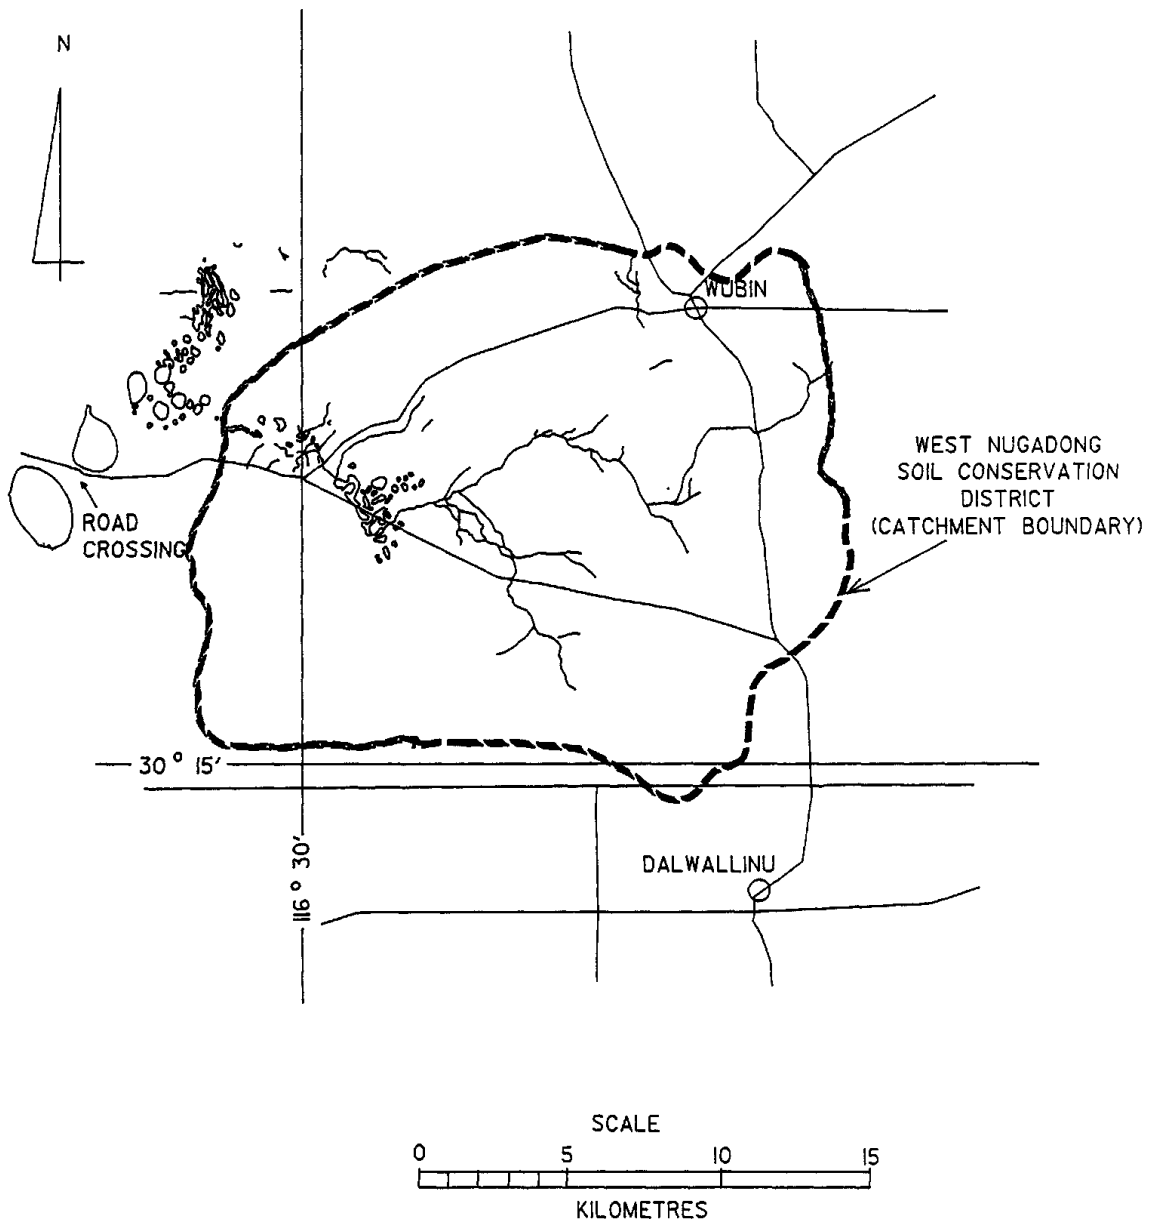 N
WUBIN
WEST NUGADONG
SOIL CONSERVATION
DISTRICT
(CATCHMENT BOUNDARY)
ROAD
CROSSING
30° 15'
116° 30'
DALWALLINU
SCALE
0 5 10 15
KILOMETRES